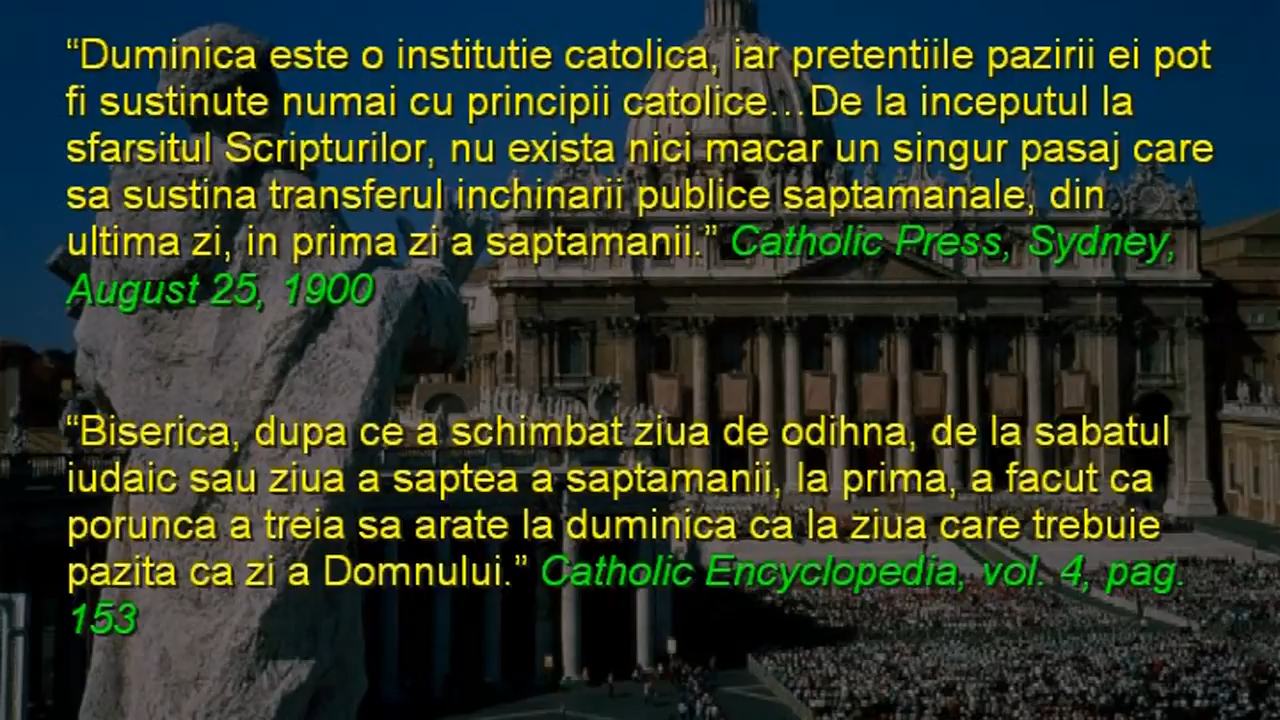 “Duminica este o institutie catolica, iar pretentiile pazirii ei pot
fi sustinute numai cu principii catolice…De la inceputul la
sfarsitul Scripturilor, nu exista nici macar un singur pasaj care
sa sustina transferul inchinarii publice saptamanale, din
ultima zi, in prima zi a saptamanii.” Catholic Press, Sydney,
August 25, 1900
“Biserica, dupa ce a schimbat ziua de odihna, de la sabatul
iudaic sau ziua a saptea a saptamanii, la prima, a facut ca
porunca a treia sa arate la duminica ca la ziua care trebuie
pazita ca zi a Domnului.” Catholic Encyclopedia, vol. 4, pag.
153